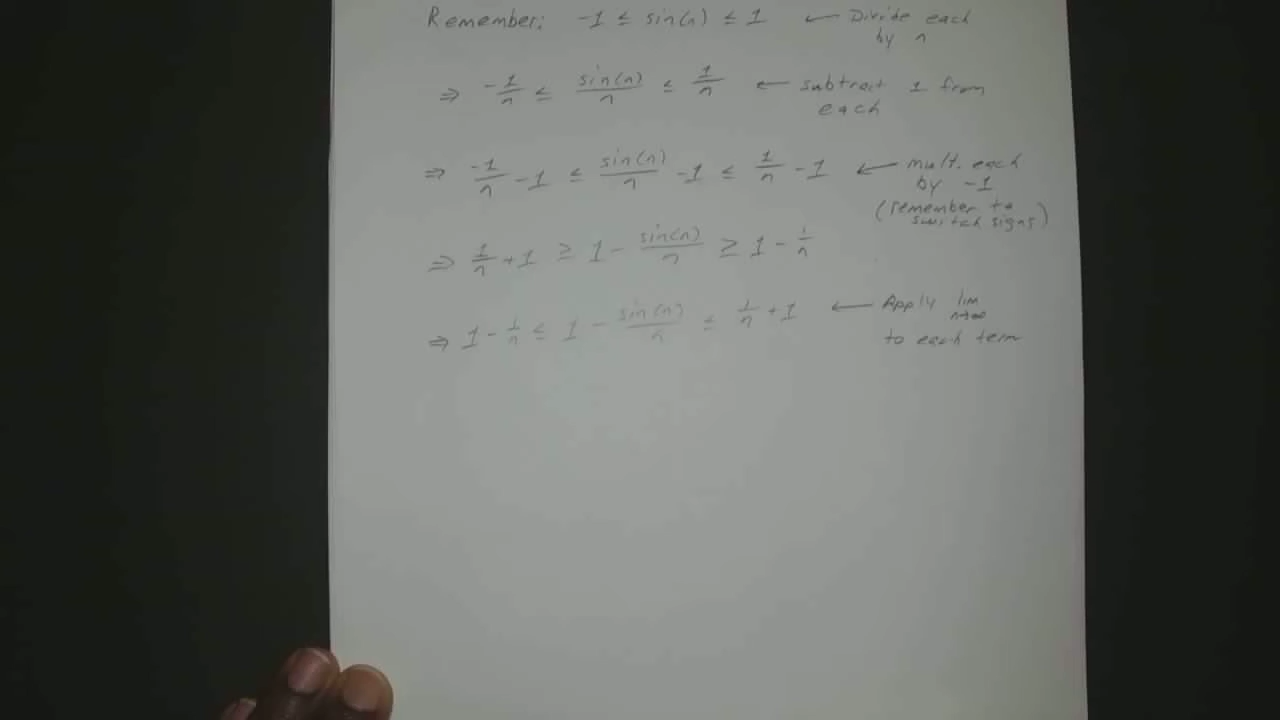 Remember: -1 ≤ sin(n) ≤ 1 ← Divide each
by n
⇒ -1/n ≤ sin(n)/n ≤ 1/n ← subtract 1 from
each
⇒ -1/n -1 ≤ sin(n)/n -1 ≤ 1/n -1 ← mult. each
by -1
(remember to
switch signs)
⇒ 1/n +1 ≥ 1 - sin(n)/n ≥ 1 - 1/n
⇒ 1 - 1/n ≤ 1 - sin(n)/n ≤ 1/n +1 ← Apply lim
n→∞
to each term